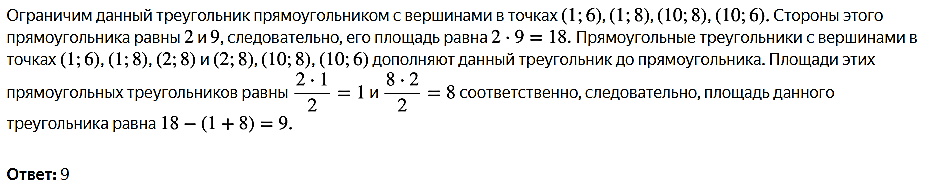 Ограничим данный треугольник прямоугольником с вершинами в точках (1; 6), (1; 8), (10; 8), (10; 6). Стороны этого
прямоугольника равны 2 и 9, следовательно, его площадь равна 2 · 9 = 18. Прямоугольные треугольники с вершинами в
точках (1; 6), (1; 8), (2; 8) и (2; 8), (10; 8), (10; 6) дополняют данный треугольник до прямоугольника. Площади этих
прямоугольных треугольников равны \frac{2 · 1}{2} = 1 и \frac{8 · 2}{2} = 8 соответственно, следовательно, площадь данного
треугольника равна 18 − (1 + 8) = 9.
Ответ: 9